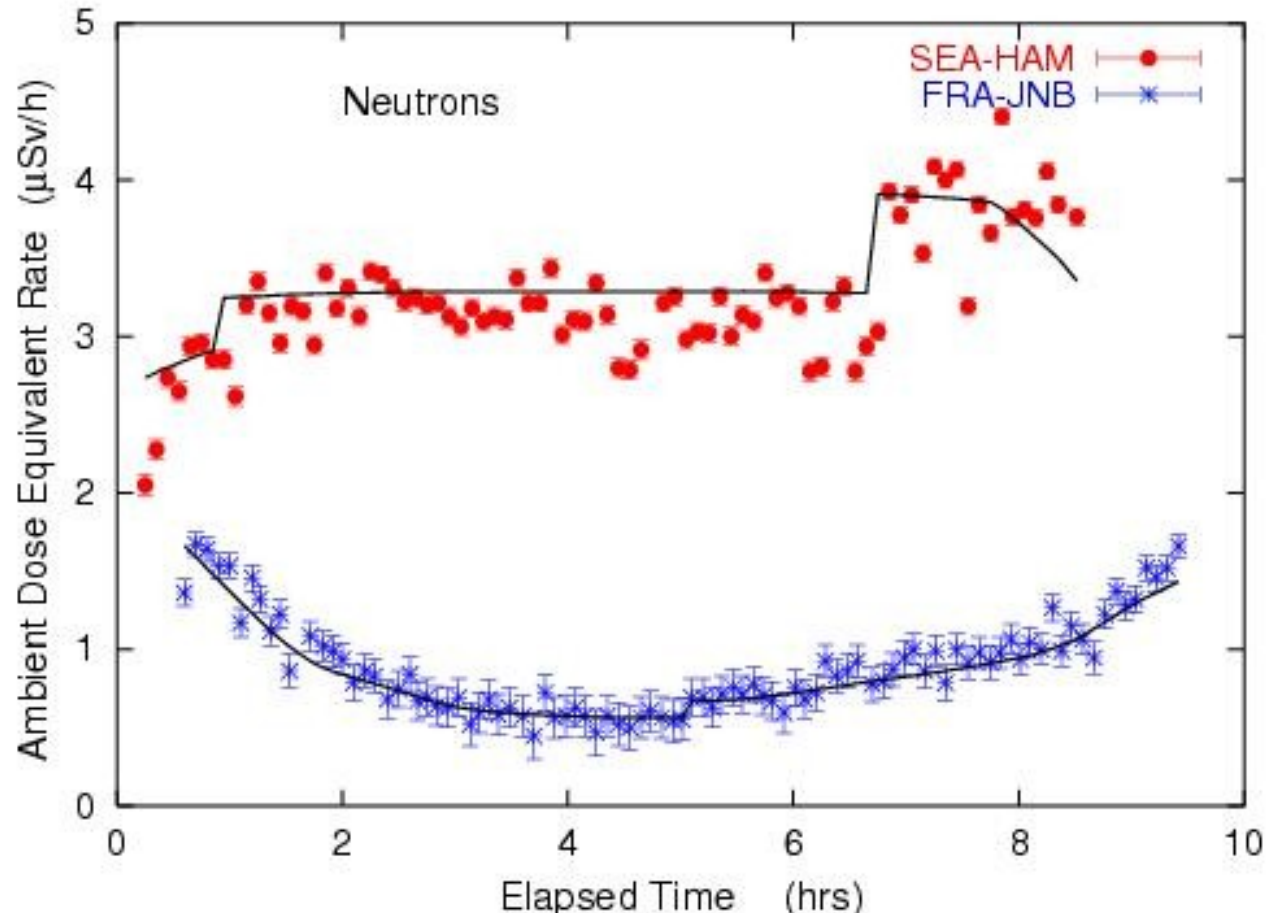 5
4
3
2
1
0
Ambient Dose Equivalent Rate (μSv/h)
Neutrons
SEA-HAM
FRA-JNB
0 2 4 6 8 10
Elapsed Time (hrs)